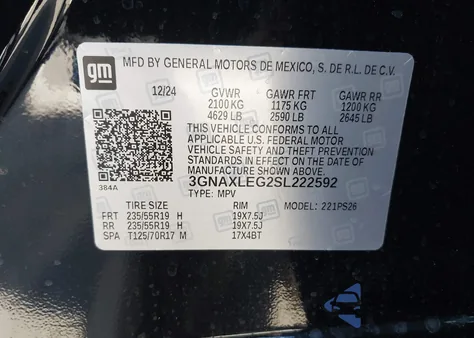 gm
MFD BY GENERAL MOTORS DE MEXICO, S. DE R.L. DE C.V.
12/24 GVWR GAWR FRT GAWR RR
2100 KG 1175 KG 1200 KG
4629 LB 2590 LB 2645 LB
THIS VEHICLE CONFORMS TO ALL
APPLICABLE U.S. FEDERAL MOTOR
VEHICLE SAFETY AND THEFT PREVENTION
STANDARDS IN EFFECT ON THE DATE OF
MANUFACTURE SHOWN ABOVE.
384A 3GNAXLEG2SL222592
TYPE: MPV
TIRE SIZE RIM MODEL: 221PS26
FRT 235/55R19 H 19X7.5J
RR 235/55R19 H 19X7.5J
SPA T125/70R17 M 17X4BT